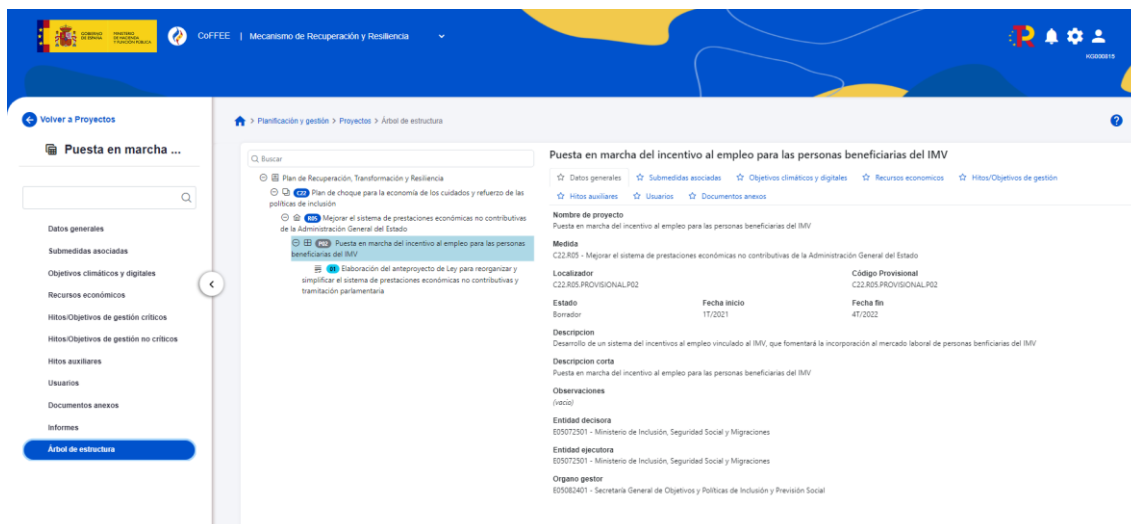 GOBIERNO DE ESPAÑA
MINISTERIO DE HACIENDA Y FUNCIÓN PÚBLICA
CoFFEE | Mecanismo de Recuperación y Resiliencia
KG000815
Volver a Proyectos
Puesta en marcha ...
Datos generales
Submedidas asociadas
Objetivos climáticos y digitales
Recursos económicos
Hitos/Objetivos de gestión críticos
Hitos/Objetivos de gestión no críticos
Hitos auxiliares
Usuarios
Documentos anexos
Informes
Árbol de estructura
> Planificación y gestión > Proyectos > Árbol de estructura
Buscar
Plan de Recuperación, Transformación y Resiliencia
C22 Plan de choque para la economía de los cuidados y refuerzo de las
políticas de inclusión
R05 Mejorar el sistema de prestaciones económicas no contributivas
de la Administración General del Estado
P02 Puesta en marcha del incentivo al empleo para las personas
beneficiarias del IMV
01 Elaboración del anteproyecto de Ley para reorganizar y
simplificar el sistema de prestaciones económicas no contributivas y
tramitación parlamentaria
Puesta en marcha del incentivo al empleo para las personas beneficiarias del IMV
Datos generales Submedidas asociadas Objetivos climáticos y digitales Recursos economicos Hitos/Objetivos de gestión
Hitos auxiliares Usuarios Documentos anexos
Nombre de proyecto
Puesta en marcha del incentivo al empleo para las personas beneficiarias del IMV
Medida
C22.R05 - Mejorar el sistema de prestaciones económicas no contributivas de la Administración General del Estado
Localizador Código Provisional
C22.R05.PROVISIONAL.P02 C22.R05.PROVISIONAL.P02
Estado Fecha inicio Fecha fin
Borrador 1T/2021 4T/2022
Descripcion
Desarrollo de un sistema del incentivos al empleo vinculado al IMV, que fomentará la incorporación al mercado laboral de personas benficiarias del IMV
Descripcion corta
Puesta en marcha del incentivo al empleo para las personas beneficiarias del IMV
Observaciones
(vacio)
Entidad decisora
E05072501 - Ministerio de Inclusión, Seguridad Social y Migraciones
Entidad ejecutora
E05072501 - Ministerio de Inclusión, Seguridad Social y Migraciones
Organo gestor
E05082401 - Secretaría General de Objetivos y Políticas de Inclusión y Previsión Social